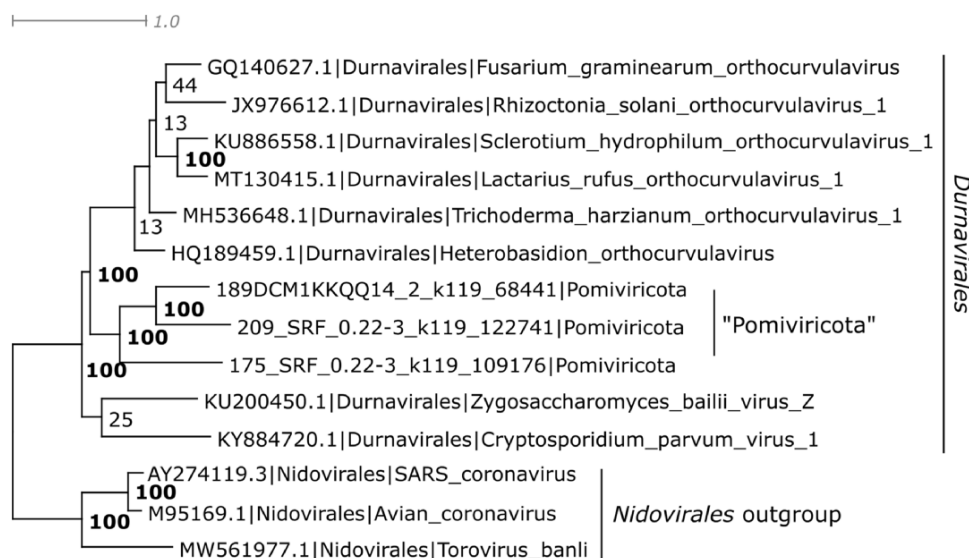 1.0
GQ140627.1|Durnavirales|Fusarium_graminearum_orthocurvulavirus
44
JX976612.1|Durnavirales|Rhizoctonia_solani_orthocurvulavirus_1
13
KU886558.1|Durnavirales|Sclerotium_hydrophilum_orthocurvulavirus_1
100
MT130415.1|Durnavirales|Lactarius_rufus_orthocurvulavirus_1
MH536648.1|Durnavirales|Trichoderma_harzianum_orthocurvulavirus_1
13
HQ189459.1|Durnavirales|Heterobasidion_orthocurvulavirus
100
189DCM1KKQQ14_2_k119_68441|Pomiviricota
100
209_SRF_0.22-3_k119_122741|Pomiviricota
"Pomiviricota"
100
175_SRF_0.22-3_k119_109176|Pomiviricota
100
KU200450.1|Durnavirales|Zygosaccharomyces_bailii_virus_Z
25
KY884720.1|Durnavirales|Cryptosporidium_parvum_virus_1
Durnavirales
AY274119.3|Nidovirales|SARS_coronavirus
100
M95169.1|Nidovirales|Avian_coronavirus
100
MW561977.1|Nidovirales|Torovirus_banli
Nidovirales outgroup